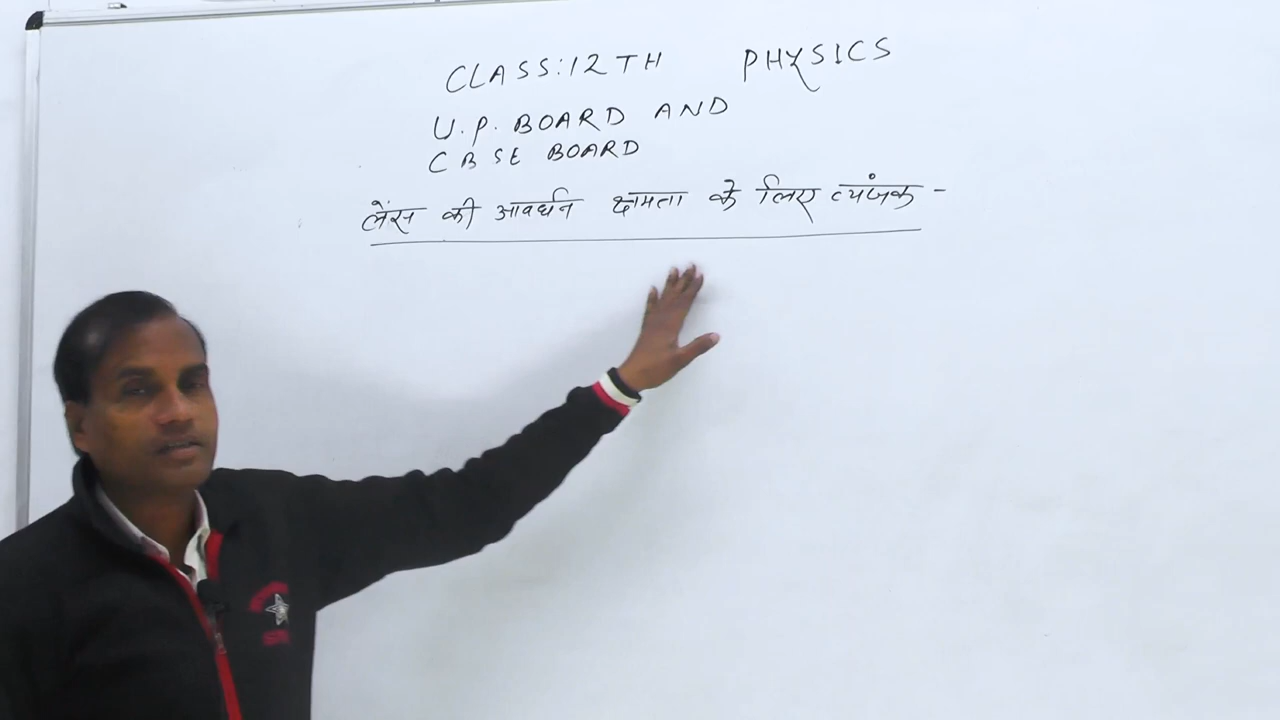 CLASS:12TH PHYSICS
U.P. BOARD AND
CBSE BOARD
लेंस की आवर्धन क्षमता के लिए व्यंजक -